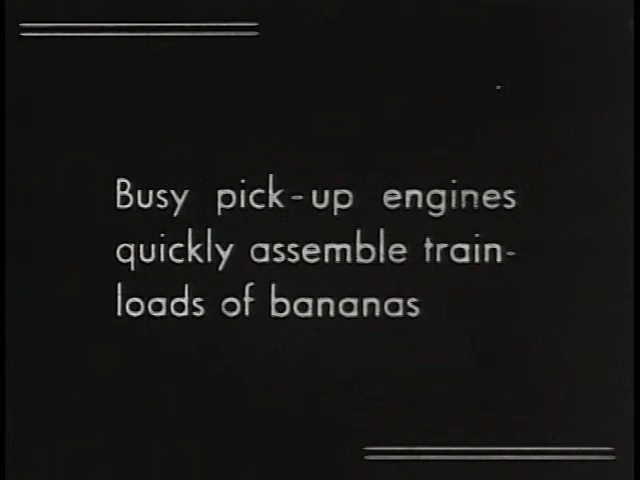 Busy pick-up engines
quickly assemble train-
loads of bananas